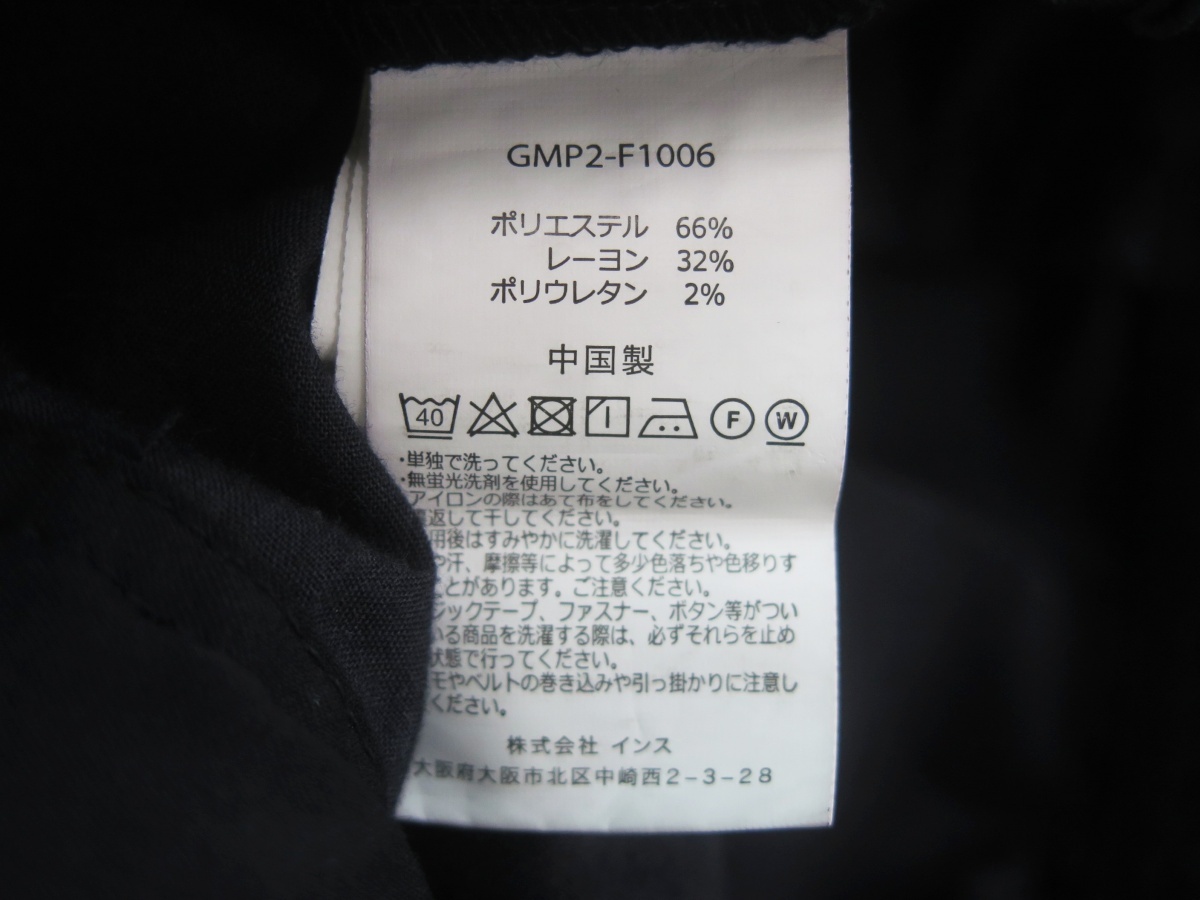 GMP2-F1006
ポリエステル 66%
レーヨン 32%
ポリウレタン 2%
中国製
40 F W
・単独で洗ってください。
・無蛍光洗剤を使用してください。
アイロンの際はあて布をしてください。
返して干してください。
用後はすみやかに洗濯してください。
や汗、摩擦等によって多少色落ちや色移りす
とがあります。ご注意ください。
ジックテープ、ファスナー、ボタン等がつい
いる商品を洗濯する際は、必ずそれらを止め
状態で行ってください。
モやベルトの巻き込みや引っ掛かりに注意し
ください。
株式会社 インス
大阪府大阪市北区中崎西2-3-28